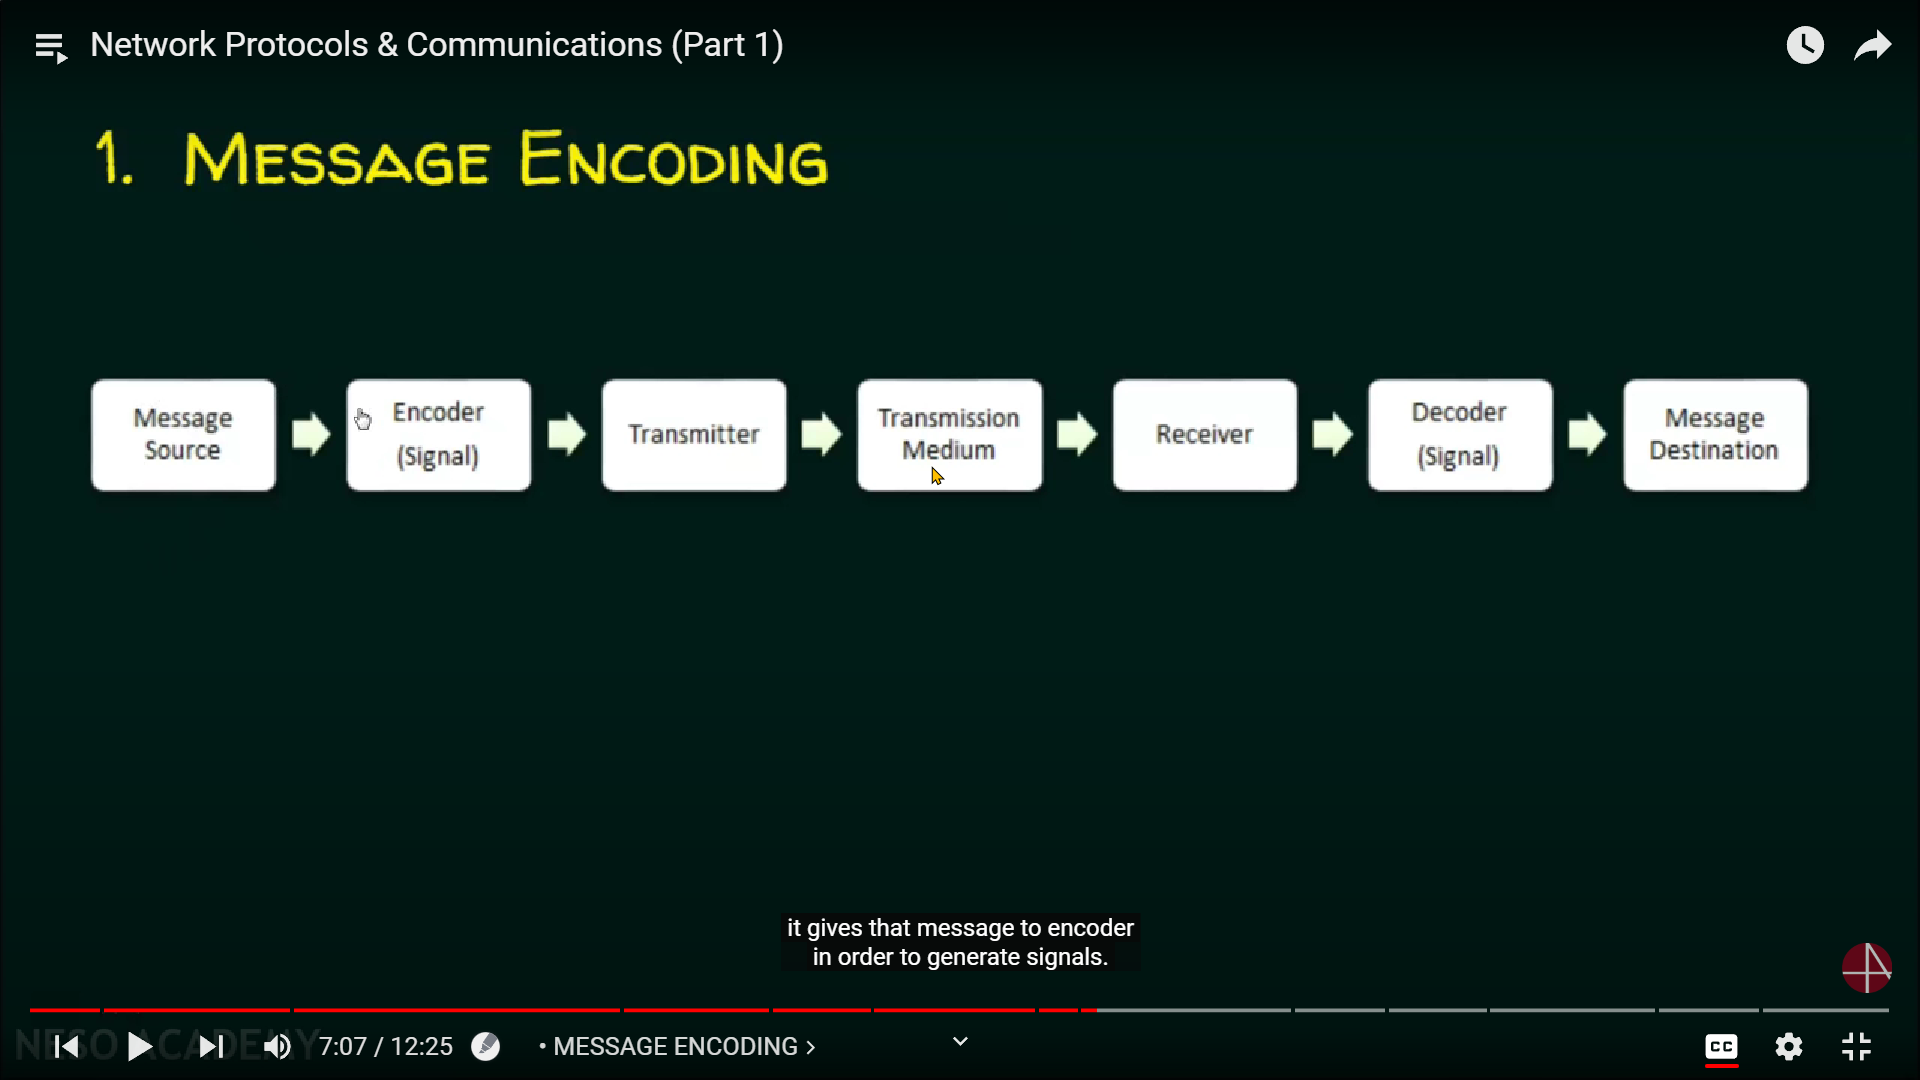 Network Protocols & Communications (Part 1)
1. MESSAGE ENCODING
Message
Source
Encoder
(Signal)
Transmitter
Transmission
Medium
Receiver
Decoder
(Signal)
Message
Destination
it gives that message to encoder
in order to generate signals.
NESO ACADEMY
7:07 / 12:25
• MESSAGE ENCODING >
CC